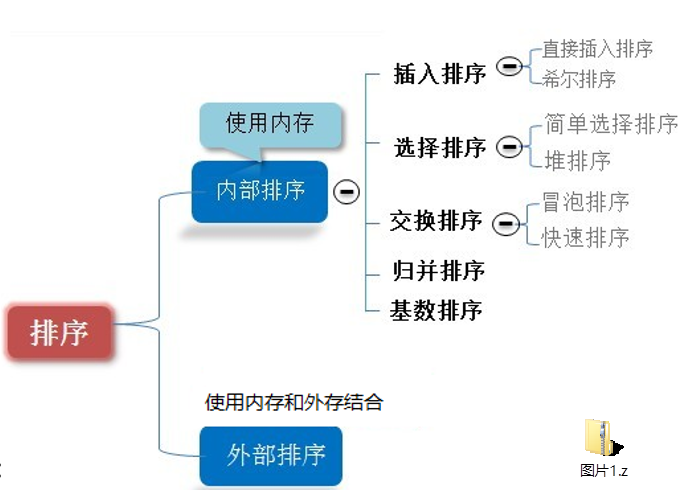 直接插入排序
插入排序
希尔排序
使用内存
简单选择排序
选择排序
堆排序
内部排序
冒泡排序
交换排序
快速排序
归并排序
基数排序
排序
使用内存和外存结合
外部排序
图片1.z